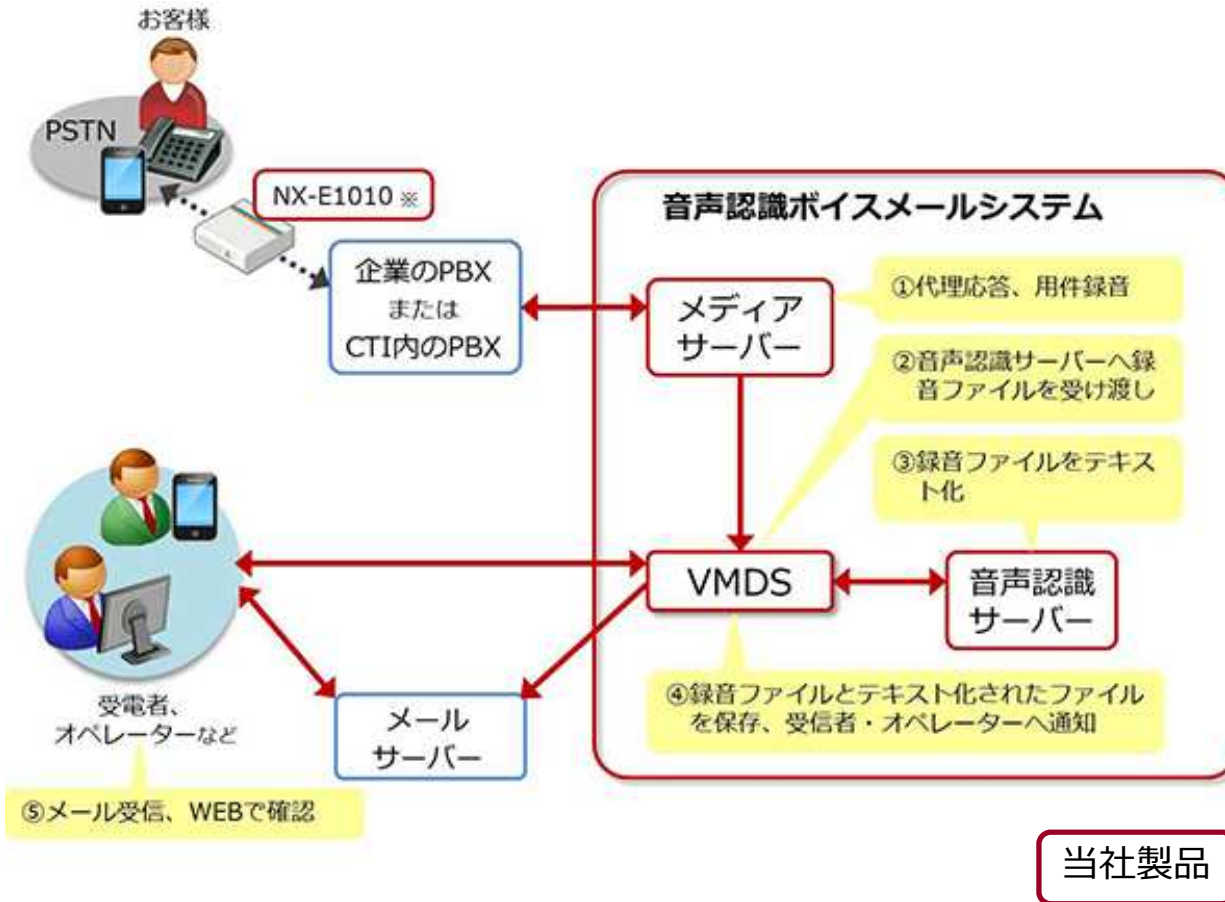 お客様
PSTN
NX-E1010 ※
企業のPBX
または
CTI内のPBX
音声認識ボイスメールシステム
メディア
サーバー
①代理応答、用件録音
②音声認識サーバーへ録
音ファイルを受け渡し
③録音ファイルをテキス
ト化
VMDS
音声認識
サーバー
④録音ファイルとテキスト化されたファイル
を保存、受信者・オペレーターへ通知
受電者、
オペレーターなど
メール
サーバー
⑤メール受信、WEBで確認
当社製品